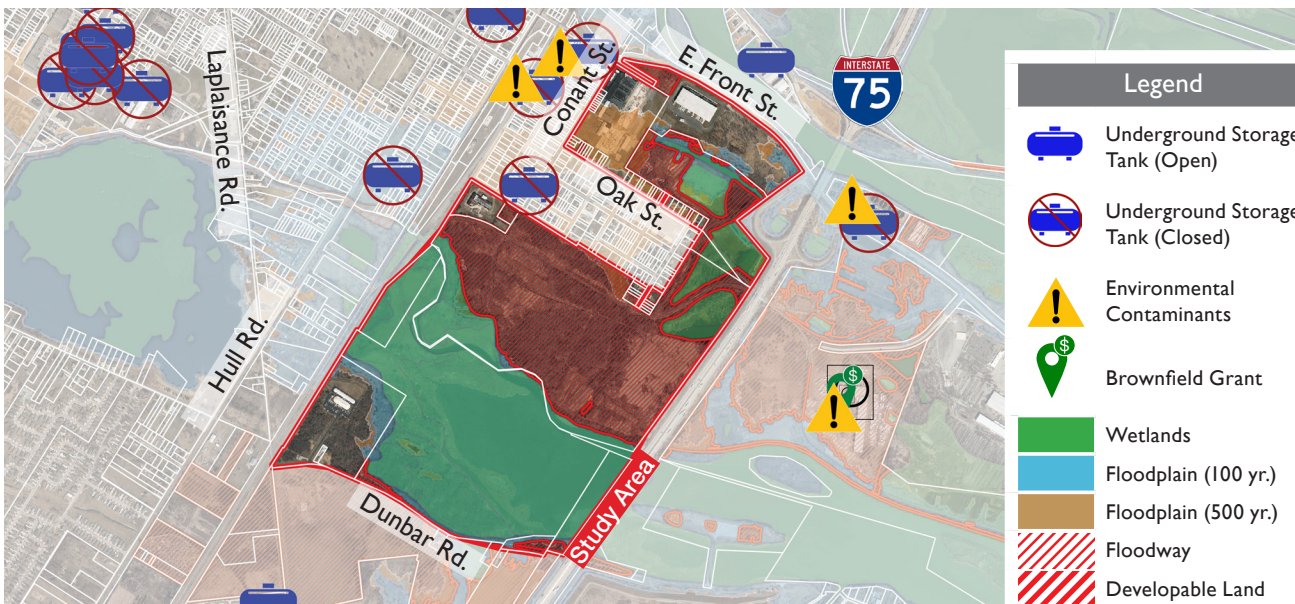 Laplaisance Rd.
Conant St.
E. Front St.
INTERSTATE
75
Oak St.
Hull Rd.
Dunbar Rd.
Study Area
Legend
Underground Storage
Tank (Open)
Underground Storage
Tank (Closed)
!
Environmental
Contaminants
$
Brownfield Grant
Wetlands
Floodplain (100 yr.)
Floodplain (500 yr.)
Floodway
Developable Land